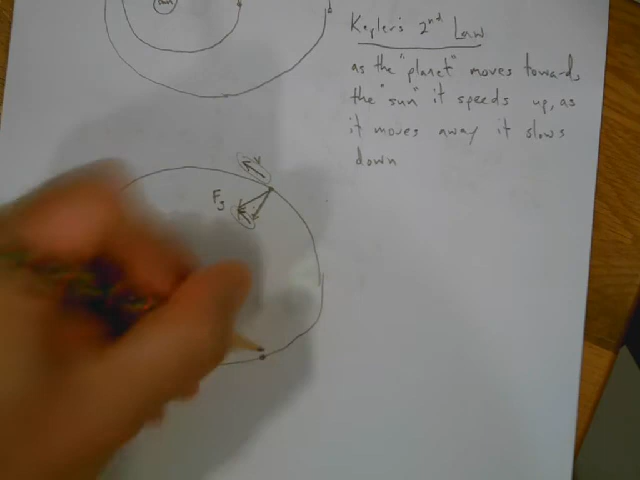 Sun
Kepler's 2nd Law
as the "planet" moves towards
the "sun" it speeds up, as
it moves away it slows
down
v
Fg